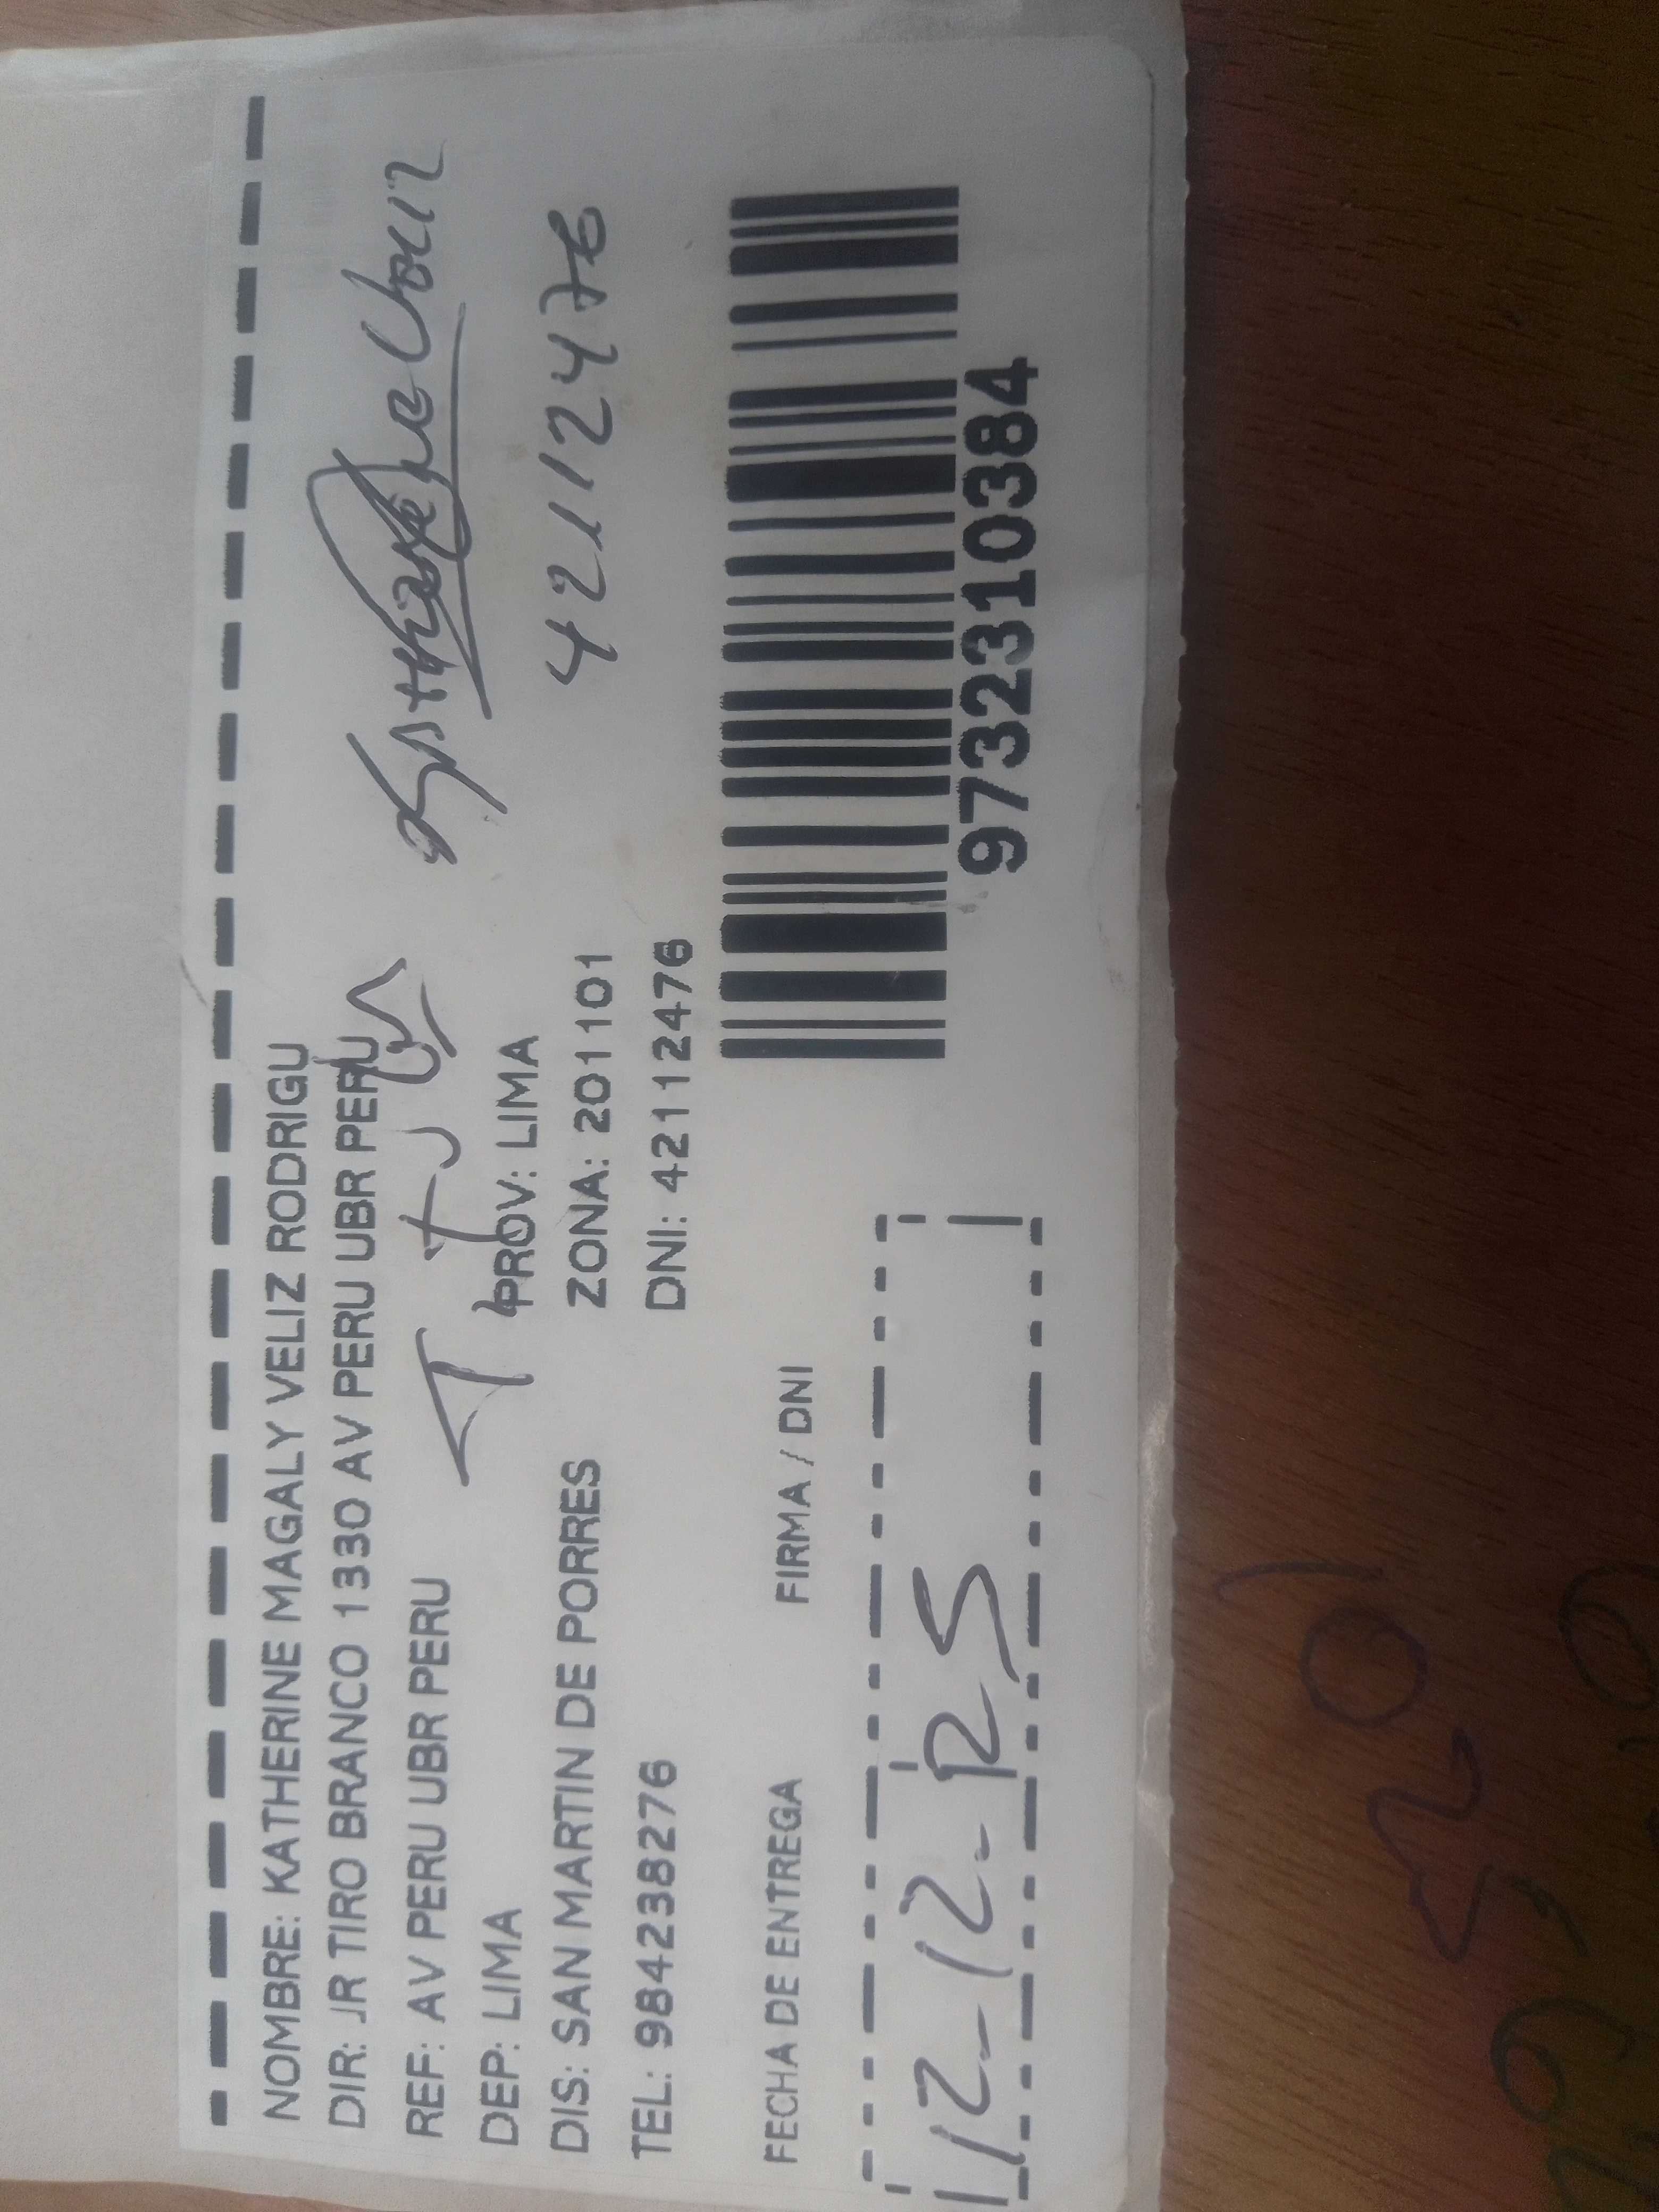 NOMBRE: KATHERINE MAGALY VELIZ RODRIGU
DIR: JR TIRO BRANCO 1330 AV PERU UBR PERU
REF: AV PERU UBR PERU
DEP: LIMA PROV: LIMA
DIS: SAN MARTIN DE PORRES ZONA: 201101
TEL: 984238276 DNI: 42112476
42112476
FECHA DE ENTREGA FIRMA / DNI
12-12-25
9732310384